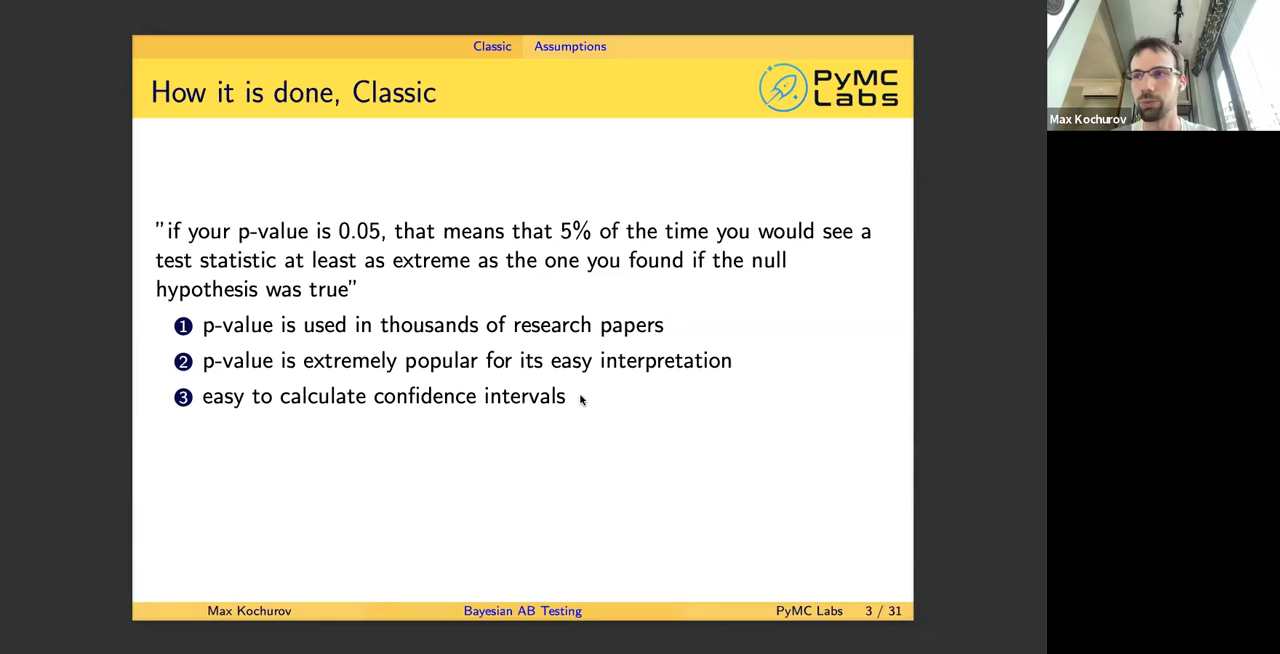 Classic Assumptions
How it is done, Classic
PyMC
Labs
"if your p-value is 0.05, that means that 5% of the time you would see a
test statistic at least as extreme as the one you found if the null
hypothesis was true"
1 p-value is used in thousands of research papers
2 p-value is extremely popular for its easy interpretation
3 easy to calculate confidence intervals
Max Kochurov Bayesian AB Testing PyMC Labs 3 / 31
Max Kochurov